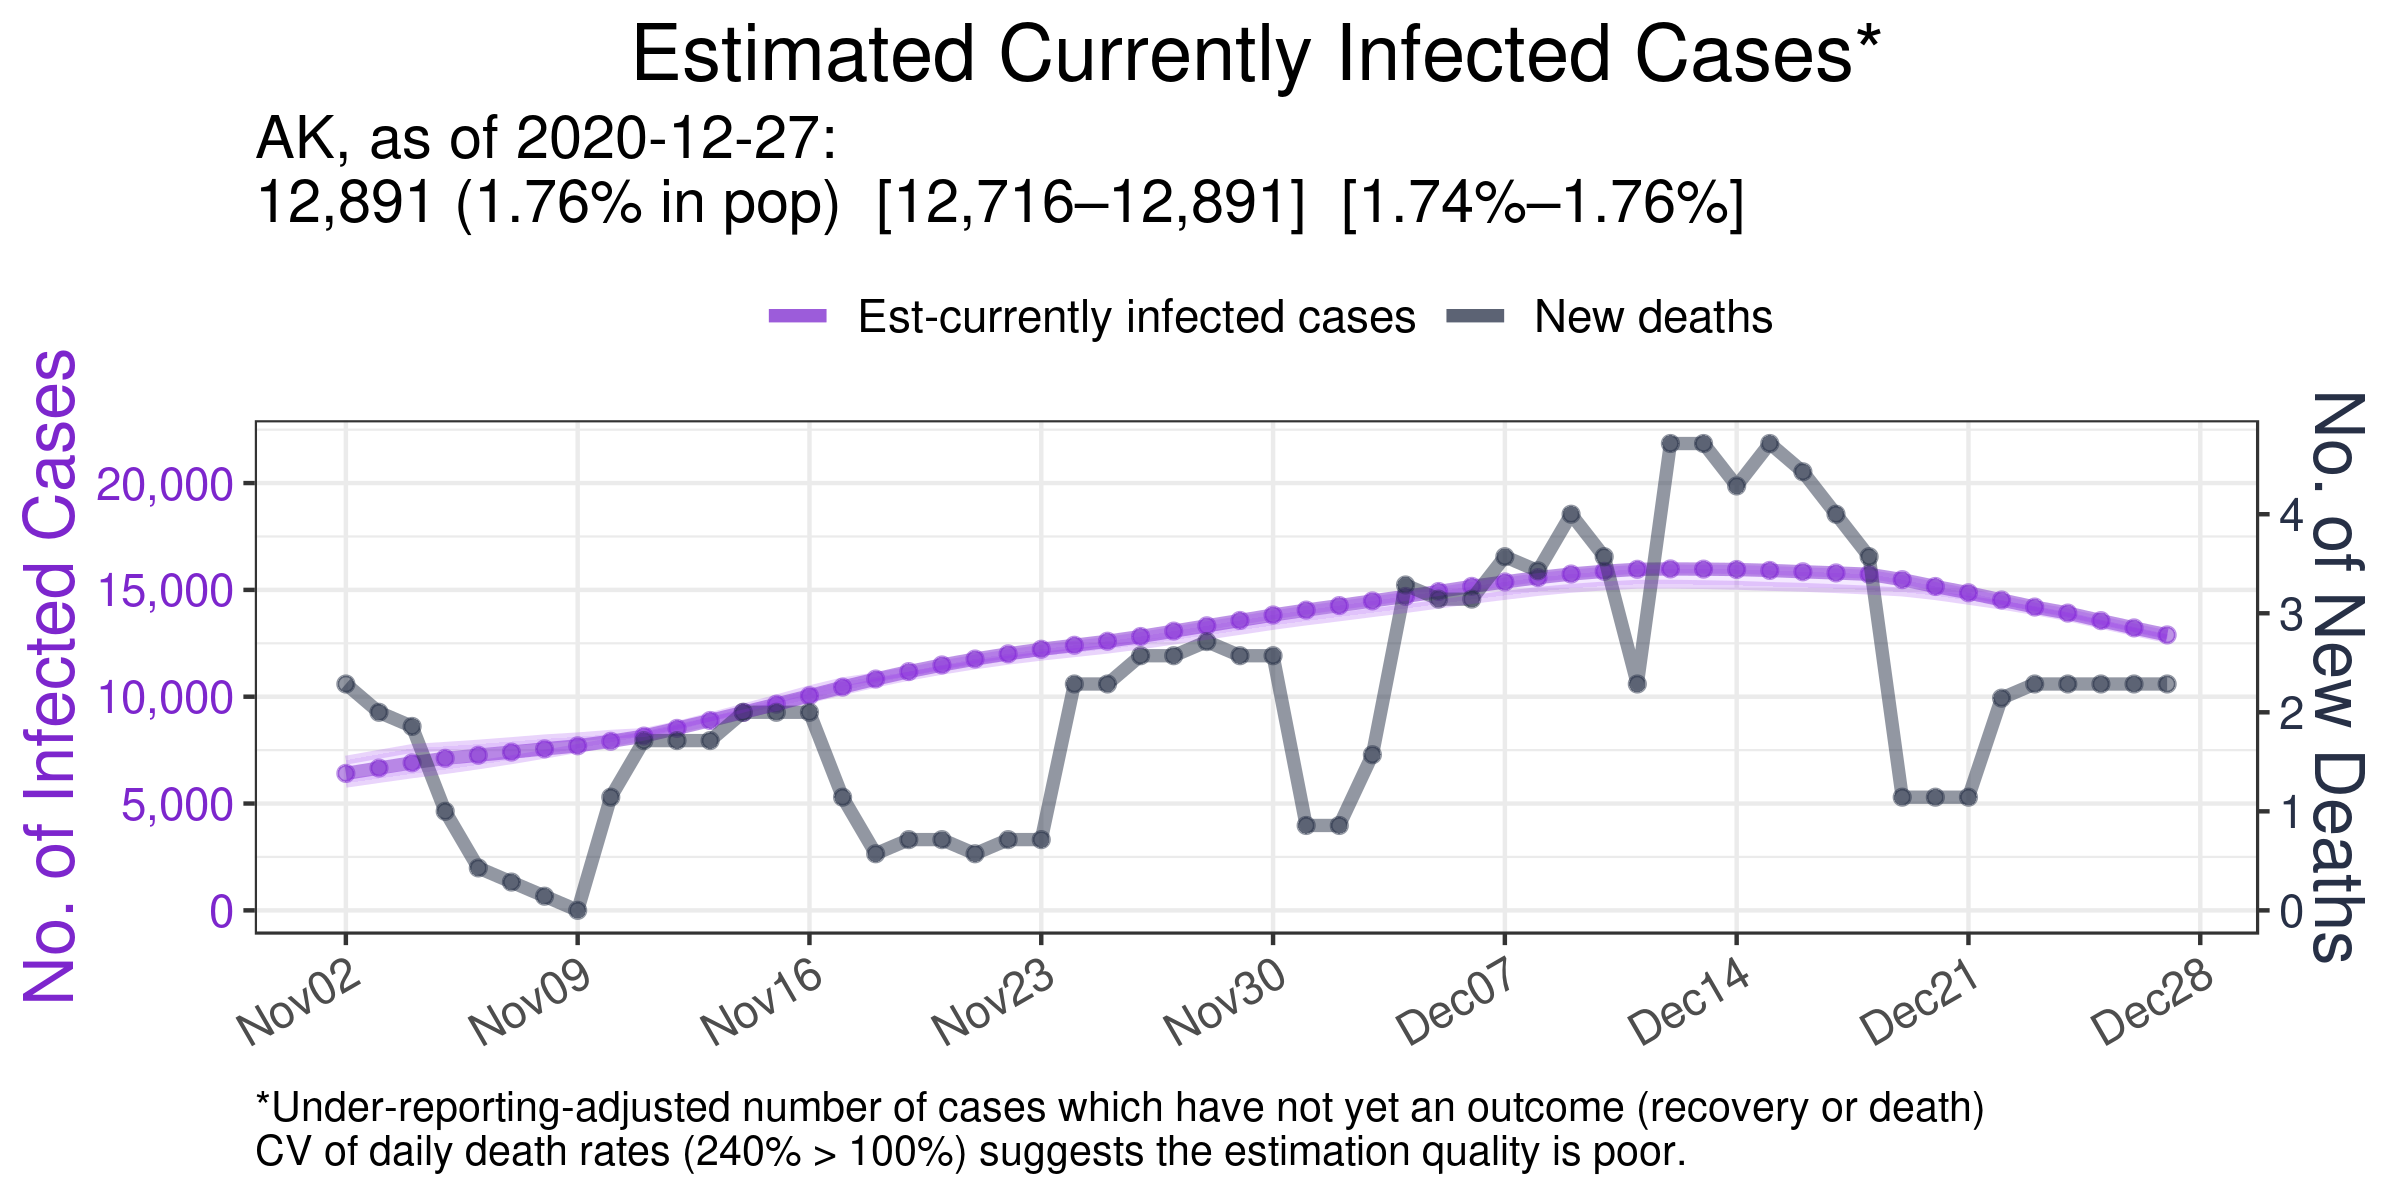 Estimated Currently Infected Cases*
AK, as of 2020-12-27:
12,891 (1.76% in pop)  [12,716–12,891]  [1.74%–1.76%]
Est-currently infected cases
New deaths
No. of Infected Cases
20,000
15,000
10,000
5,000
0
No. of New Deaths
4
3
2
1
0
Nov02
Nov09
Nov16
Nov23
Nov30
Dec07
Dec14
Dec21
Dec28
*Under-reporting-adjusted number of cases which have not yet an outcome (recovery or death)
CV of daily death rates (240% > 100%) suggests the estimation quality is poor.